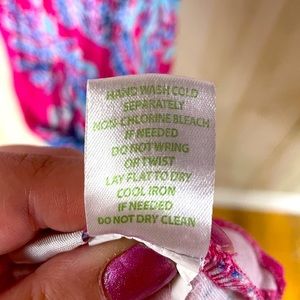 HAND WASH COLD
SEPARATELY
NON-CHLORINE BLEACH
IF NEEDED
DO NOT WRING
OR TWIST
LAY FLAT TO DRY
COOL IRON
IF NEEDED
DO NOT DRY CLEAN